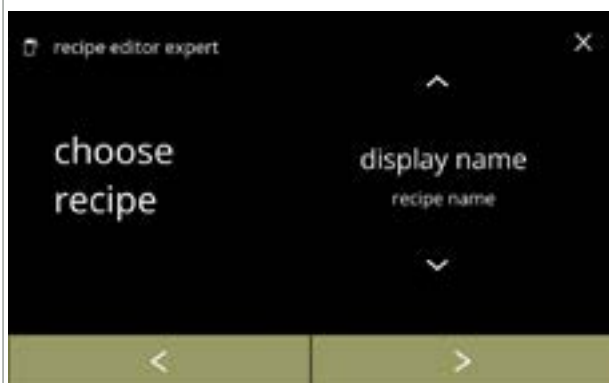 recipe editor expert
choose
recipe
display name
recipe name